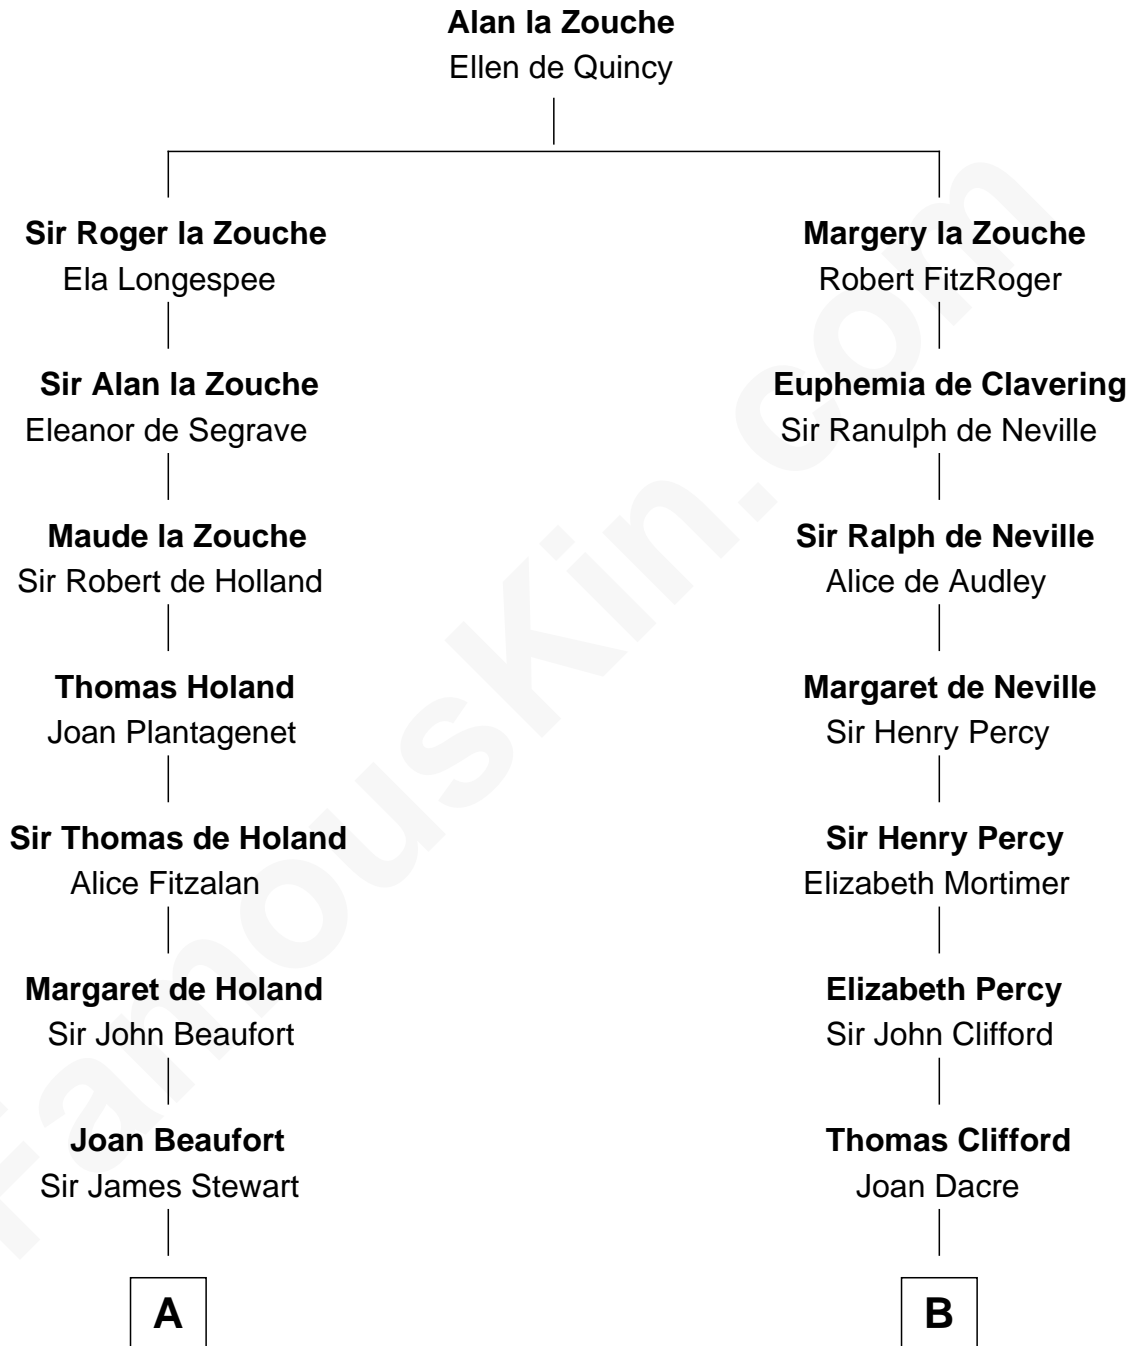 Alan la Zouche
Ellen de Quincy
Sir Roger la Zouche
Ela Longespee
Margery la Zouche
Robert FitzRoger
Sir Alan la Zouche
Eleanor de Segrave
Euphemia de Clavering
Sir Ranulph de Neville
Maude la Zouche
Sir Robert de Holland
Sir Ralph de Neville
Alice de Audley
Thomas Holand
Joan Plantagenet
Margaret de Neville
Sir Henry Percy
Sir Thomas de Holand
Alice Fitzalan
Sir Henry Percy
Elizabeth Mortimer
Margaret de Holand
Sir John Beaufort
Elizabeth Percy
Sir John Clifford
Joan Beaufort
Sir James Stewart
Thomas Clifford
Joan Dacre
A
B
FamousKin.com